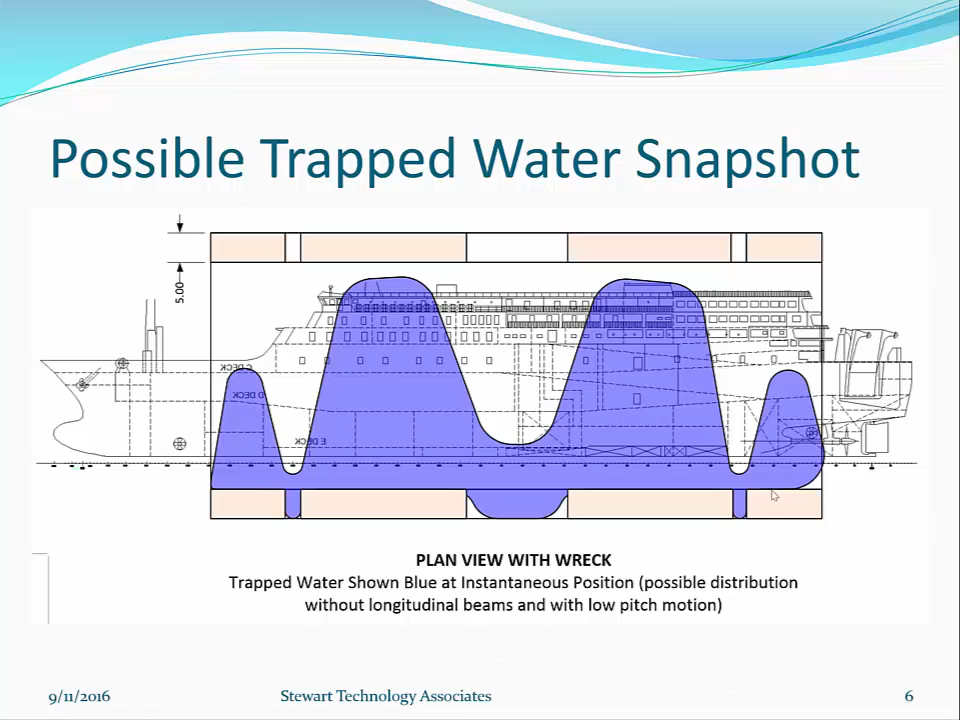 Possible Trapped Water Snapshot
5.00
C DECK
D DECK
E DECK
PLAN VIEW WITH WRECK
Trapped Water Shown Blue at Instantaneous Position (possible distribution
without longitudinal beams and with low pitch motion)
9/11/2016
Stewart Technology Associates
6